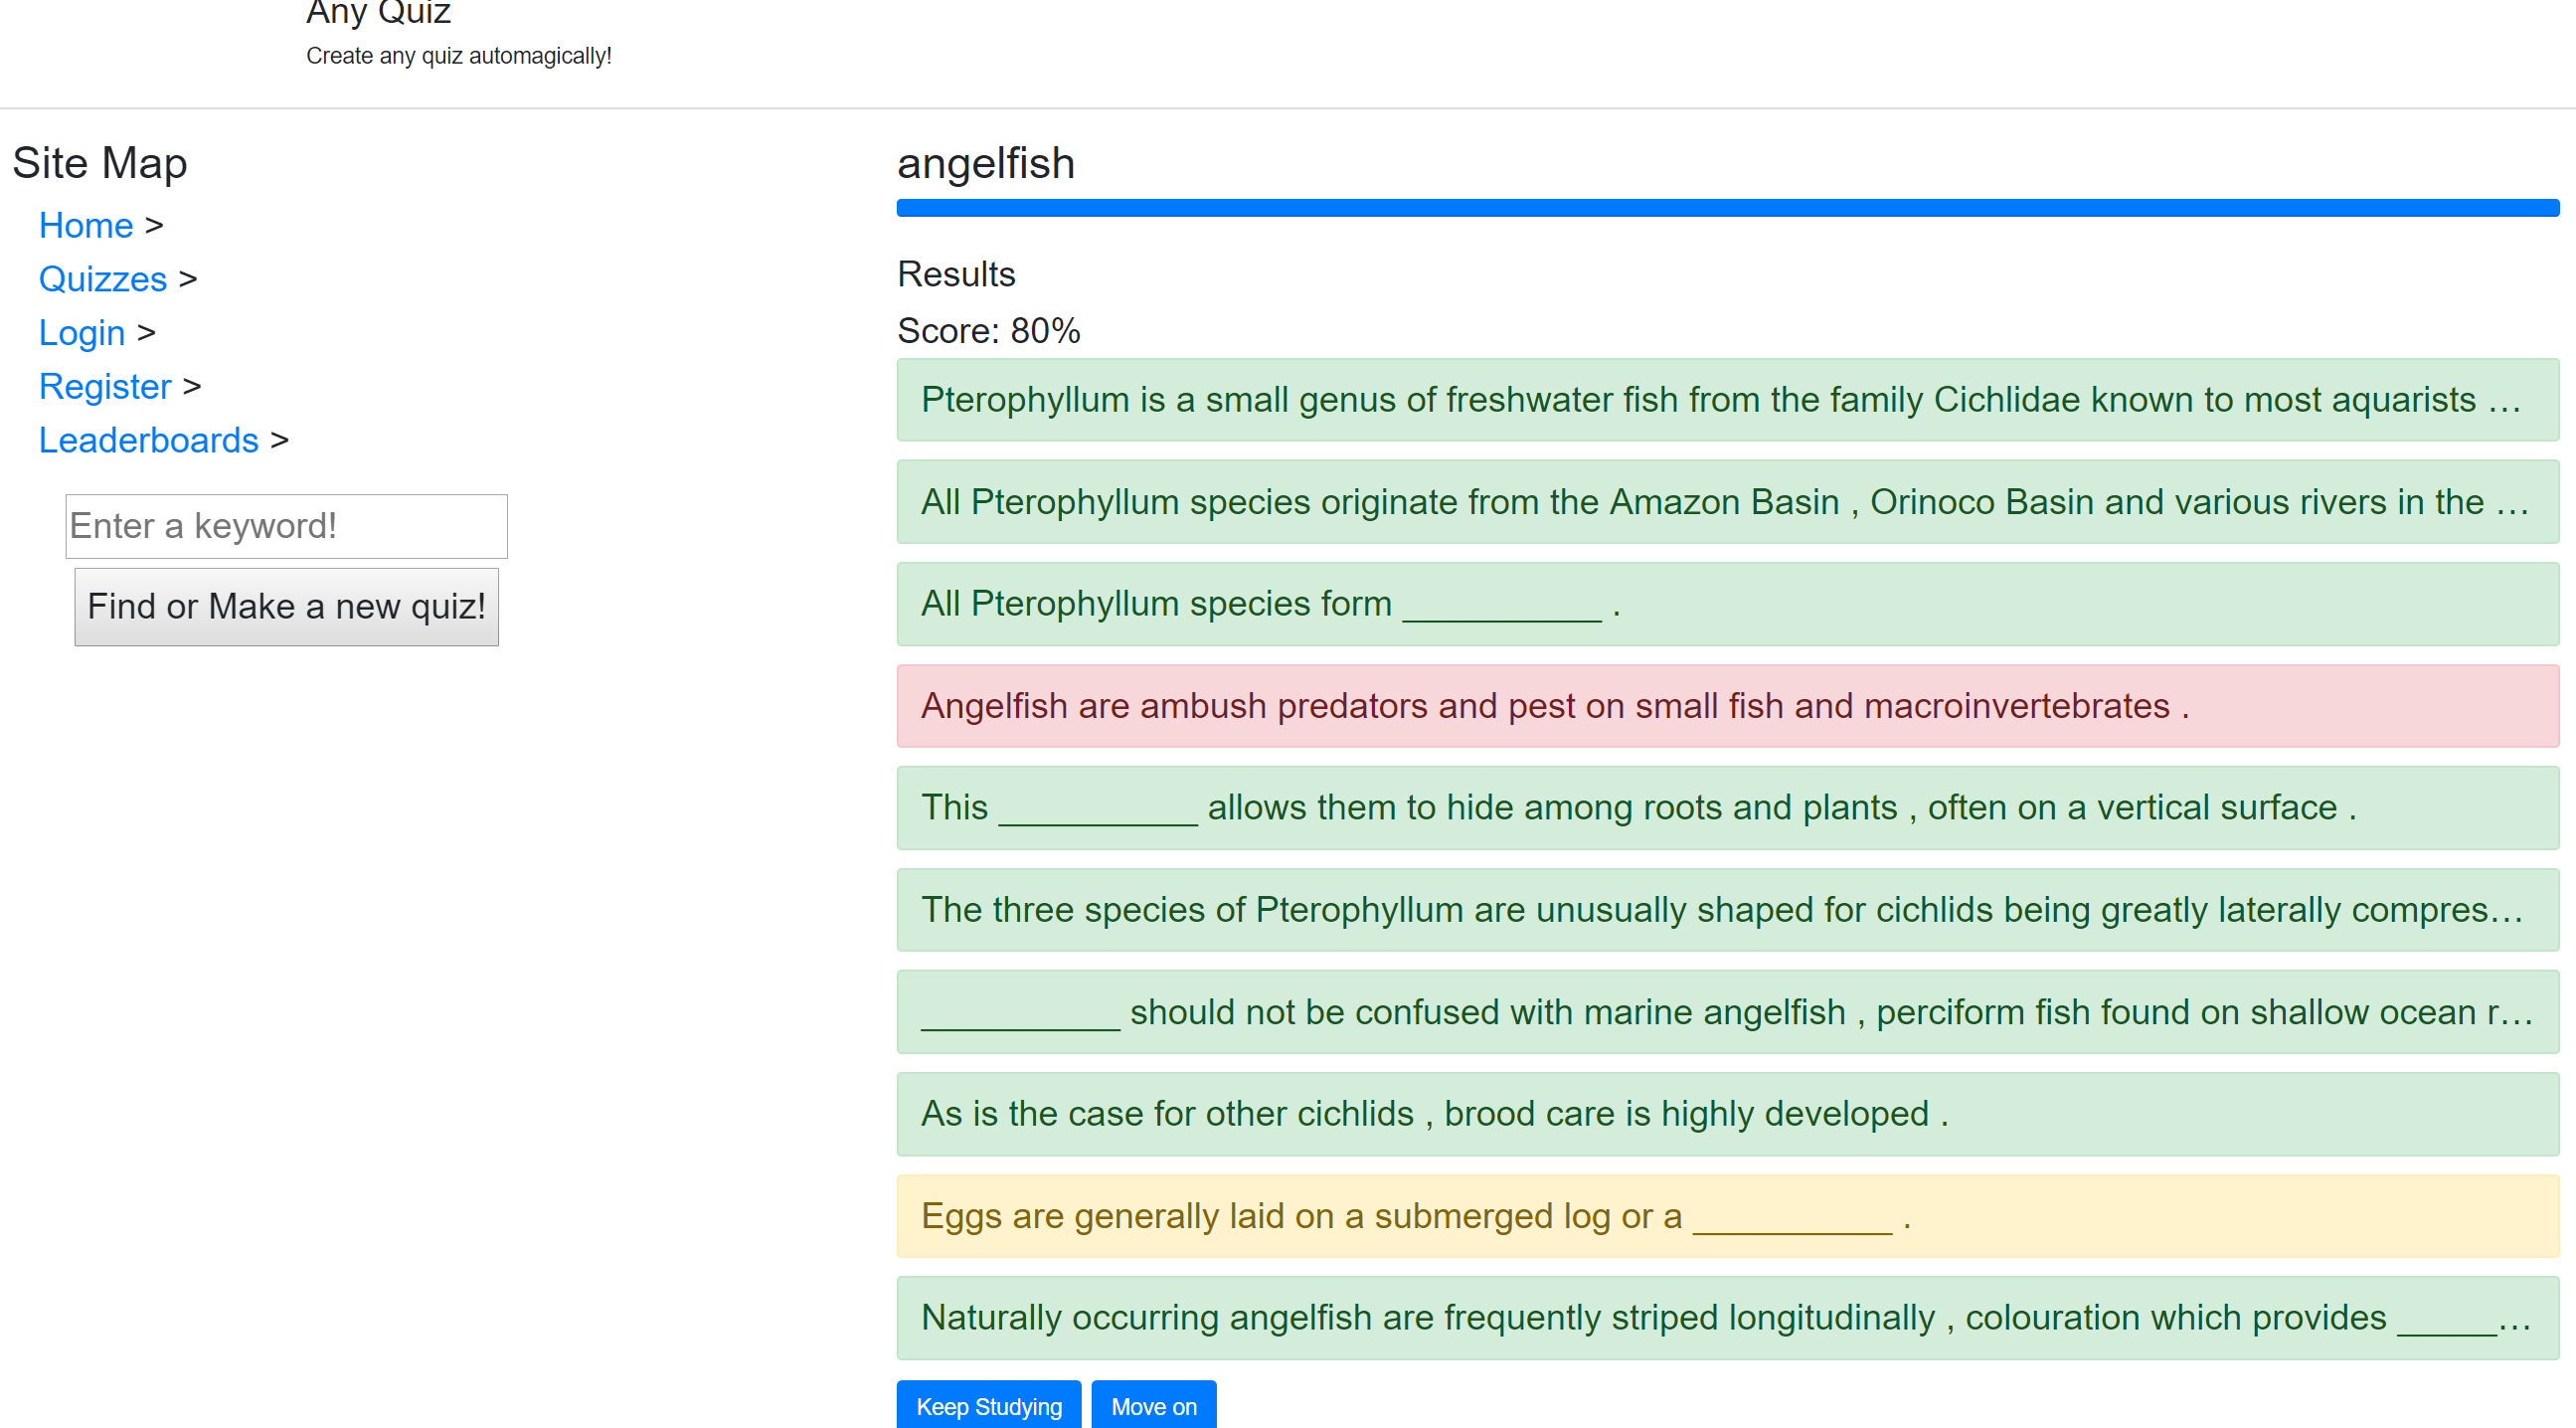 Any Quiz
Create any quiz automagically!
Site Map
Home >
Quizzes >
Login >
Register >
Leaderboards >
Enter a keyword!
Find or Make a new quiz!
angelfish
Results
Score: 80%
Pterophyllum is a small genus of freshwater fish from the family Cichlidae known to most aquarists ...
All Pterophyllum species originate from the Amazon Basin , Orinoco Basin and various rivers in the ...
All Pterophyllum species form __________ .
Angelfish are ambush predators and pest on small fish and macroinvertebrates .
This __________ allows them to hide among roots and plants , often on a vertical surface .
The three species of Pterophyllum are unusually shaped for cichlids being greatly laterally compres...
__________ should not be confused with marine angelfish , perciform fish found on shallow ocean r...
As is the case for other cichlids , brood care is highly developed .
Eggs are generally laid on a submerged log or a __________ .
Naturally occurring angelfish are frequently striped longitudinally , colouration which provides _____...
Keep Studying
Move on